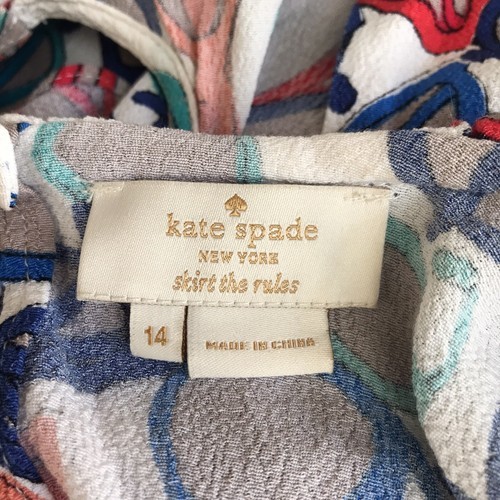 kate spade
NEW YORK
skirt the rules
14
MADE IN CHINA